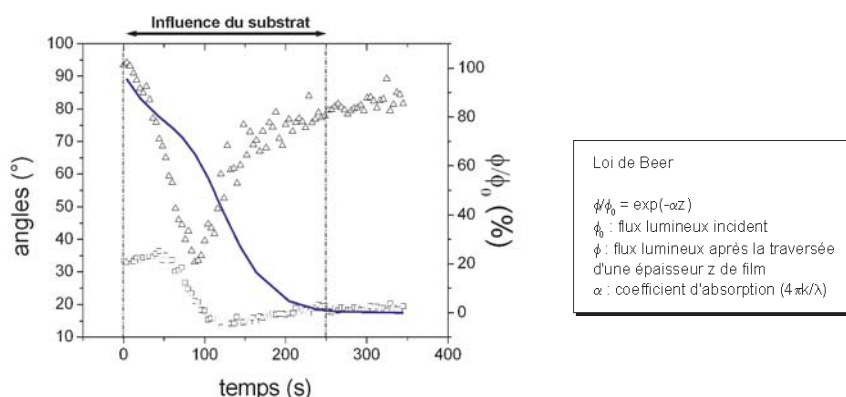 Influence du substrat
100
90
80
70
60
50
40
30
20
10
angles (°)
0
100
200
300
400
temps (s)
100
80
60
40
20
0
ϕ/ϕ₀ (%)
Loi de Beer
ϕ/ϕ₀ = exp(-αz)
ϕ₀ : flux lumineux incident
ϕ : flux lumineux après la traversée
d'une épaisseur z de film
α : coefficient d'absorption (4πk/λ)